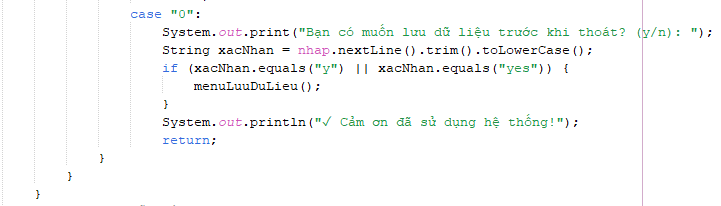 case "0":
System.out.print("Bạn có muốn lưu dữ liệu trước khi thoát? (y/n): ");
String xacNhan = nhap.nextLine().trim().toLowerCase();
if (xacNhan.equals("y") || xacNhan.equals("yes")) {
menuLuuDuLieu();
}
System.out.println("✓ Cảm ơn đã sử dụng hệ thống!");
return;
}
}
}